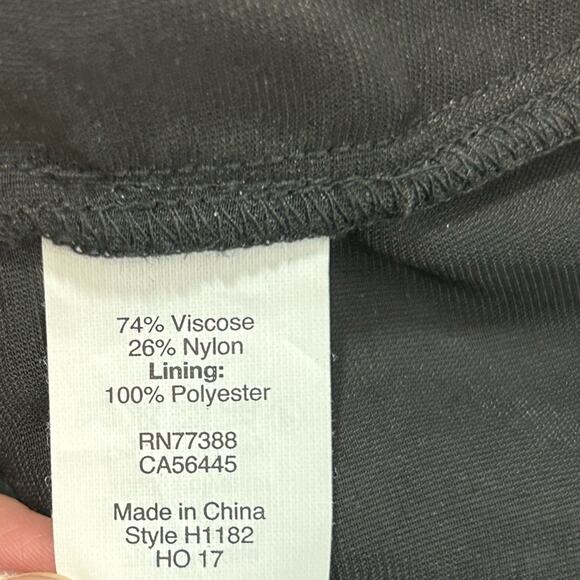 74% Viscose
26% Nylon
Lining:
100% Polyester
RN77388
CA56445
Made in China
Style H1182
HO 17